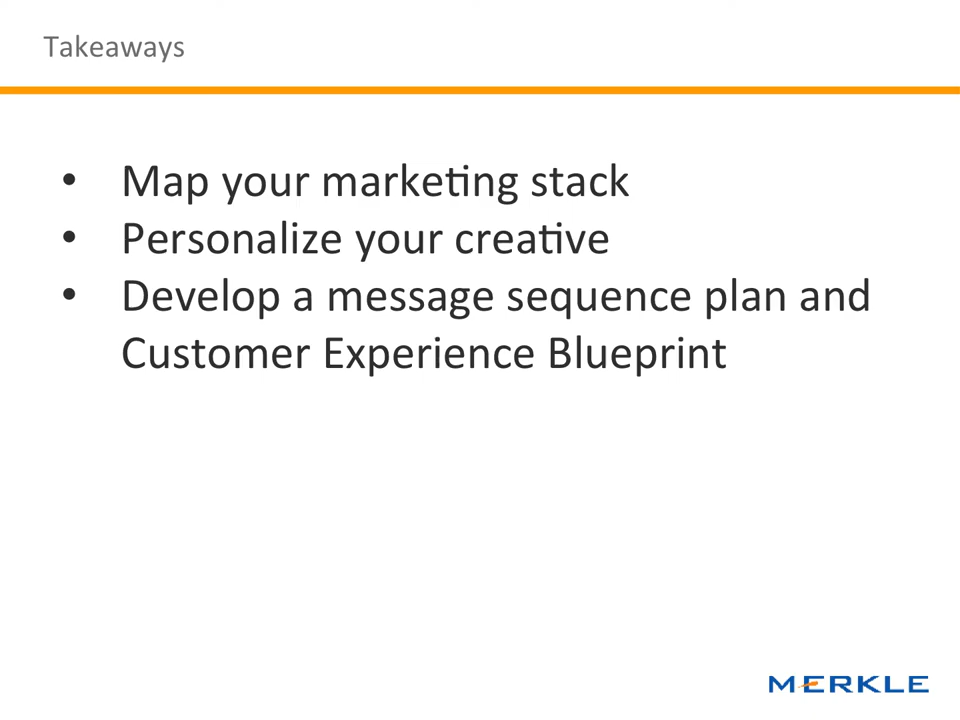 Takeaways
• Map your marketing stack
• Personalize your creative
• Develop a message sequence plan and
Customer Experience Blueprint
MERKLE